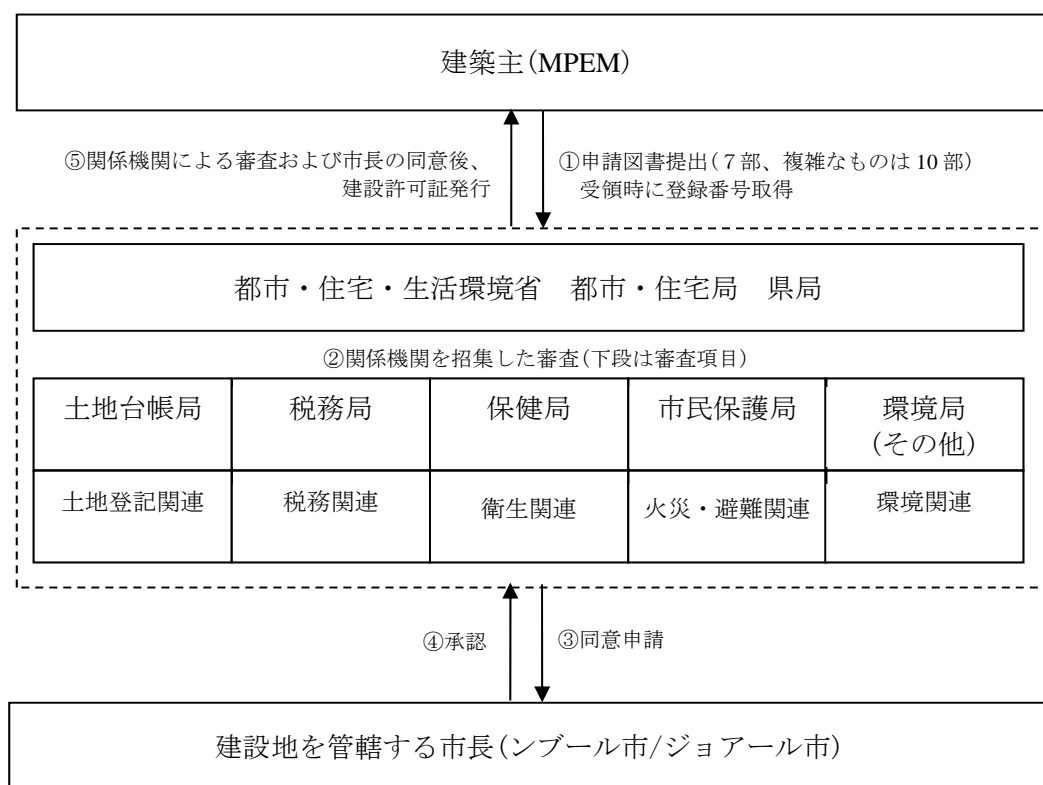 建築主(MPEM)
⑤関係機関による審査および市長の同意後、
建設許可証発行
①申請図書提出(7部、複雑なものは10部)
受領時に登録番号取得
都市・住宅・生活環境省 都市・住宅局 県局
②関係機関を招集した審査(下段は審査項目)
土地台帳局
税務局
保健局
市民保護局
環境局
(その他)
土地登記関連
税務関連
衛生関連
火災・避難関連
環境関連
④承認
③同意申請
建設地を管轄する市長(ンブール市/ジョアール市)